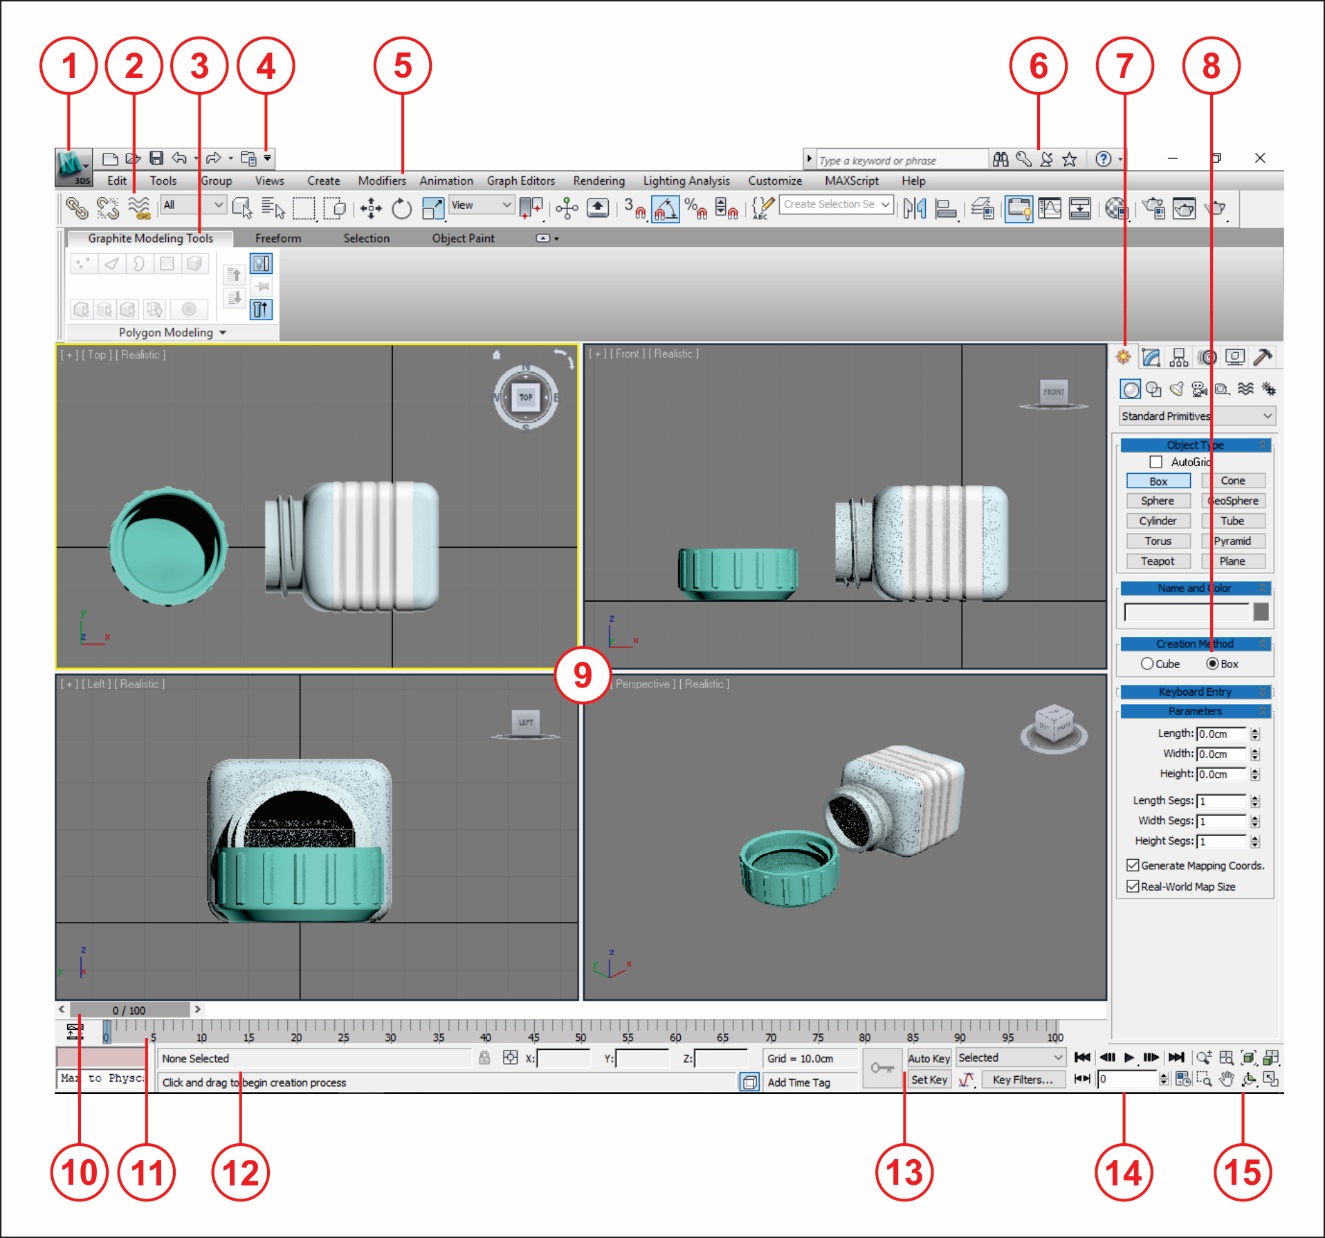 1 2 3 4 5 6 7 8
Type a keyword or phrase
3DS Edit Tools Group Views Create Modifiers Animation Graph Editors Rendering Lighting Analysis Customize MAXScript Help
All View 3 % ABC Create Selection Se
Graphite Modeling Tools Freeform Selection Object Paint
Polygon Modeling
[ + ] [ Top ] [ Realistic ]
N
W TOP E
S
y
z x
[ + ] [ Front ] [ Realistic ]
FRONT
z
y x
9
[ + ] [ Left ] [ Realistic ]
LEFT
z
y x
Perspective ] [ Realistic ]
z
y x
Standard Primitives
Object Type
AutoGrid
Box Cone
Sphere GeoSphere
Cylinder Tube
Torus Pyramid
Teapot Plane
Name and Color
Creation Method
Cube Box
Keyboard Entry
Parameters
Length: 0.0cm
Width: 0.0cm
Height: 0.0cm
Length Segs: 1
Width Segs: 1
Height Segs: 1
Generate Mapping Coords.
Real-World Map Size
< 0 / 100 >
0 5 10 15 20 25 30 35 40 45 50 55 60 65 70 75 80 85 90 95 100
None Selected X: Y: Z: Grid = 10.0cm Auto Key Selected
Max to Physc: Click and drag to begin creation process Add Time Tag Set Key Key Filters... 0
10 11 12 13 14 15